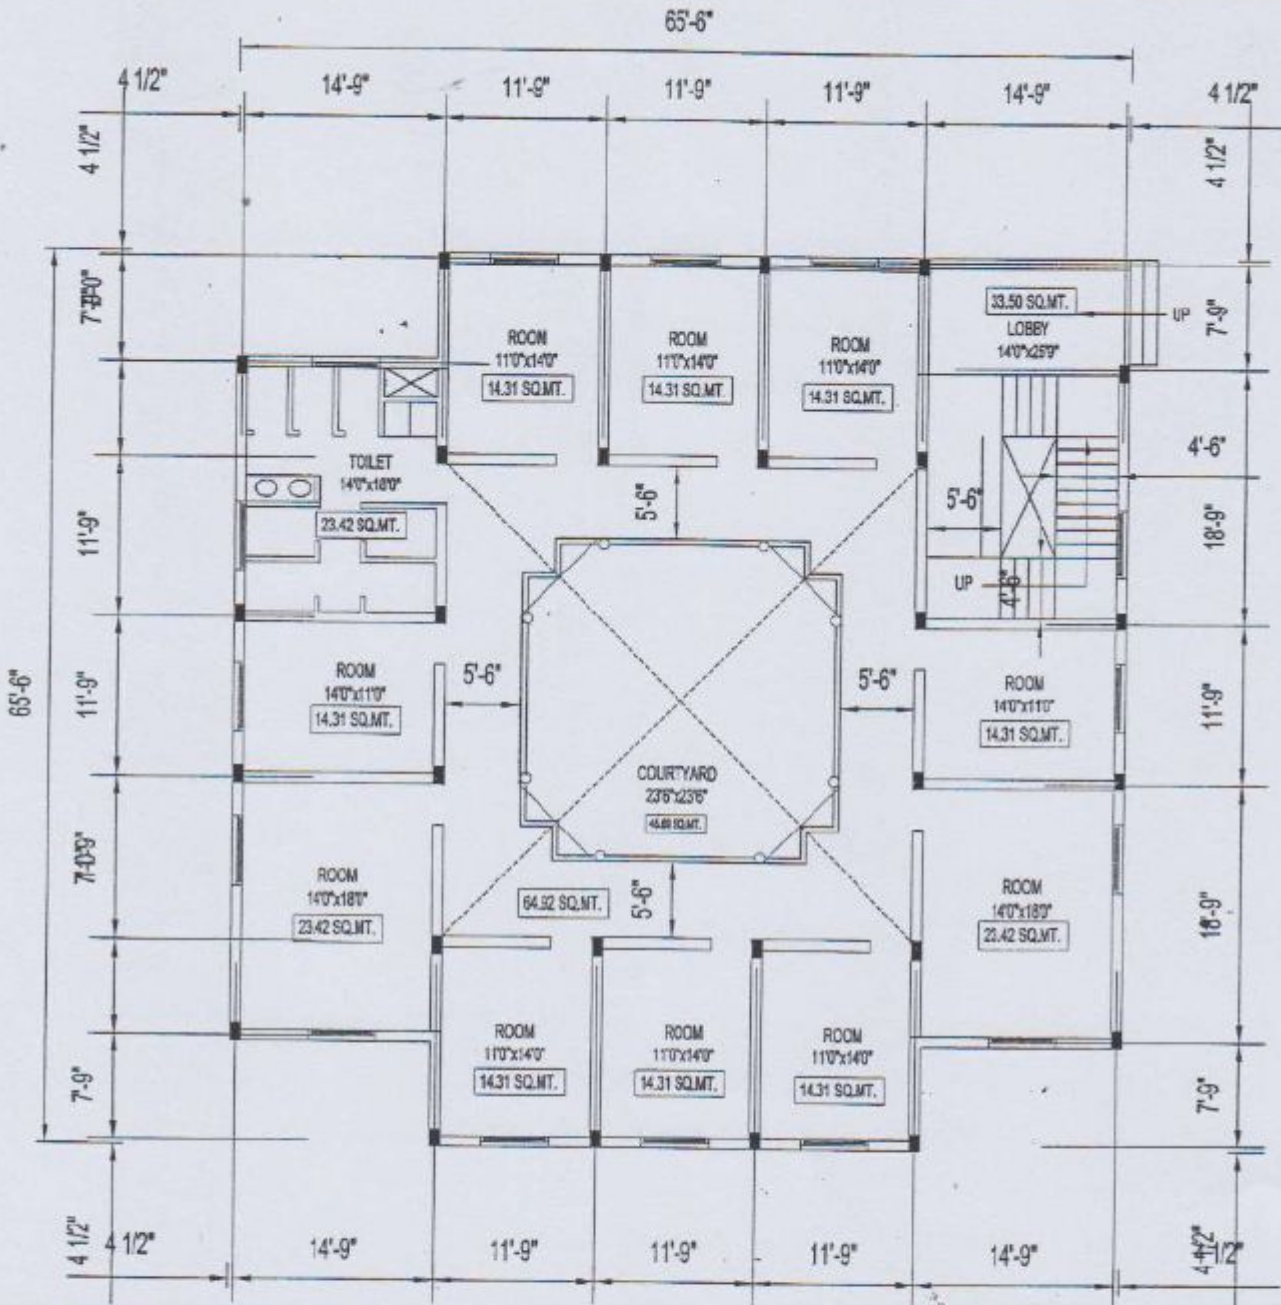 65'-6"
4 1/2" 14'-9" 11'-9" 11'-9" 11'-9" 14'-9" 4 1/2"
4 1/2"
4 1/2"
33.50 SQ.MT.
LOBBY
14'0"x25'9"
UP
7'-9"
ROOM
11'0"x14'0"
14.31 SQ.MT.
ROOM
11'0"x14'0"
14.31 SQ.MT.
ROOM
11'0"x14'0"
14.31 SQ.MT.
TOILET
14'0"x18'0"
23.42 SQ.MT.
4'-6"
5'-6"
5'-6"
18'-9"
11'-9"
UP
4'-6"
65'-6"
11'-9"
ROOM
14'0"x11'0"
14.31 SQ.MT.
5'-6"
5'-6"
ROOM
14'0"x11'0"
14.31 SQ.MT.
11'-9"
COURTYARD
23'6"x23'6"
ROOM
14'0"x18'0"
23.42 SQ.MT.
64.92 SQ.MT.
5'-6"
ROOM
14'0"x18'0"
23.42 SQ.MT.
18'-9"
7'-9"
ROOM
11'0"x14'0"
14.31 SQ.MT.
ROOM
11'0"x14'0"
14.31 SQ.MT.
ROOM
11'0"x14'0"
14.31 SQ.MT.
7'-9"
4 1/2"
4 1/2" 14'-9" 11'-9" 11'-9" 11'-9" 14'-9"